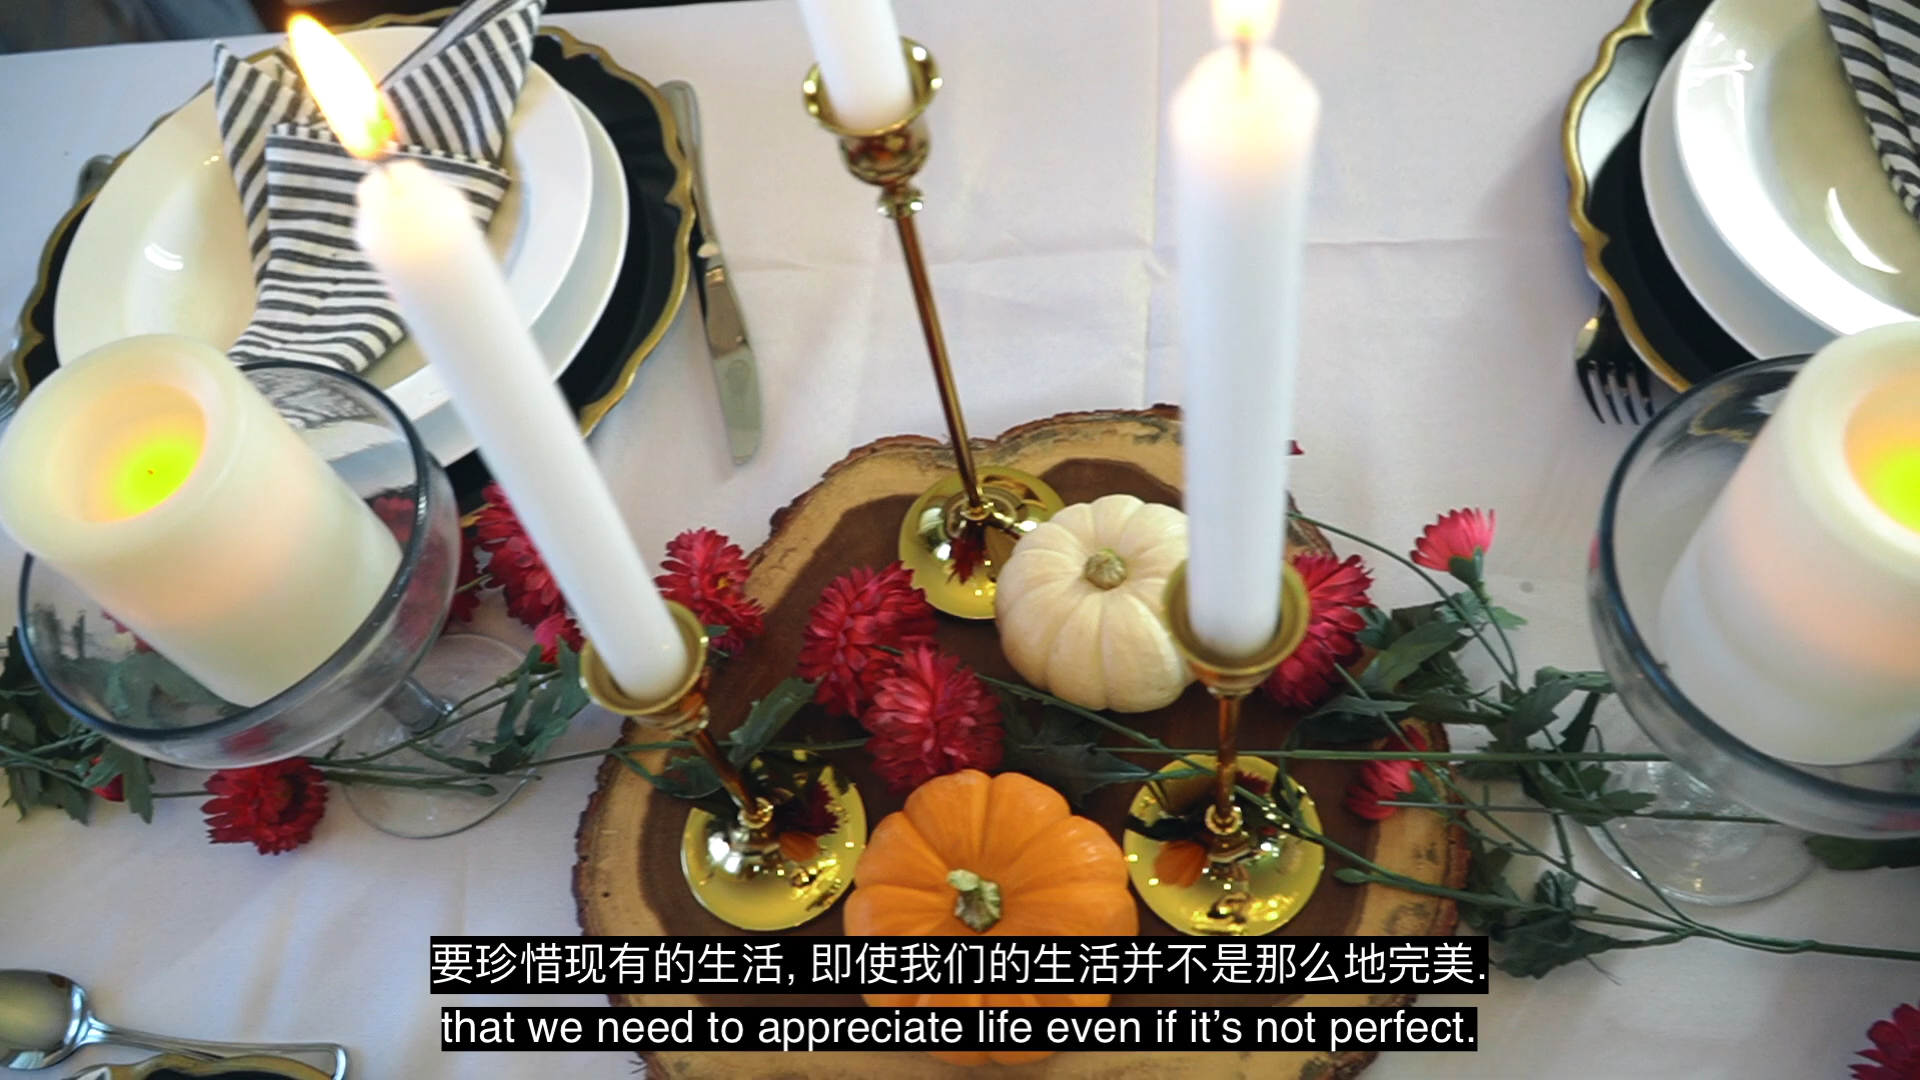 要珍惜现有的生活, 即使我们的生活并不是那么地完美.
that we need to appreciate life even if it’s not perfect.